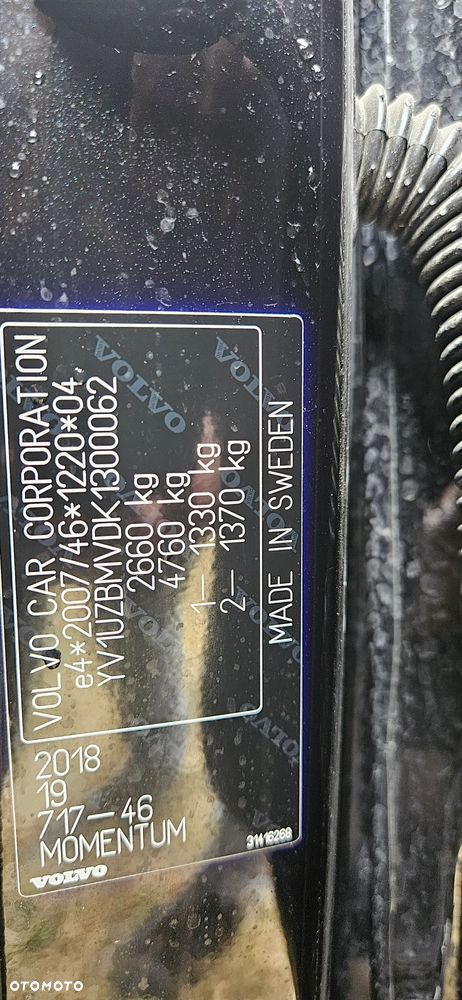 VOLVO CAR CORPORATION
e4*2007/46*1220*04
YV1UZBMVDK1300062
2660 kg
4760 kg
1– 1330 kg
2– 1370 kg
MADE IN SWEDEN
2018
19
717–46
MOMENTUM
VOLVO
31416268
OTOMOTO